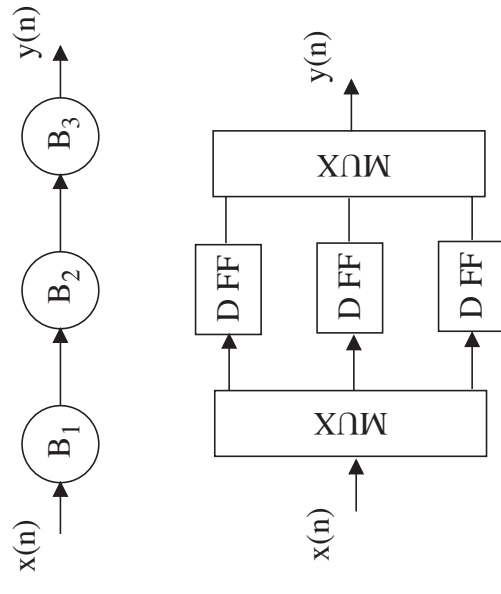 x(n)
B1
B2
B3
y(n)
x(n)
MUX
D FF
D FF
D FF
MUX
y(n)